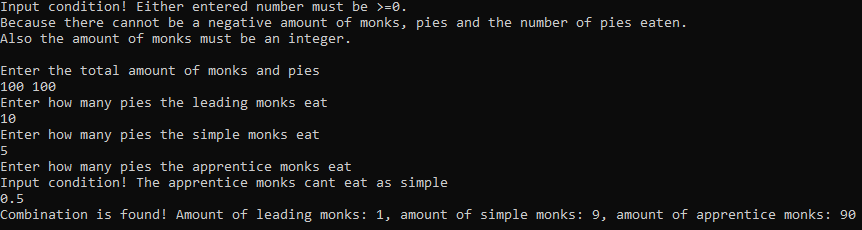 Input condition! Either entered number must be >=0.
Because there cannot be a negative amount of monks, pies and the number of pies eaten.
Also the amount of monks must be an integer.
Enter the total amount of monks and pies
100 100
Enter how many pies the leading monks eat
10
Enter how many pies the simple monks eat
5
Enter how many pies the apprentice monks eat
Input condition! The apprentice monks cant eat as simple
0.5
Combination is found! Amount of leading monks: 1, amount of simple monks: 9, amount of apprentice monks: 90